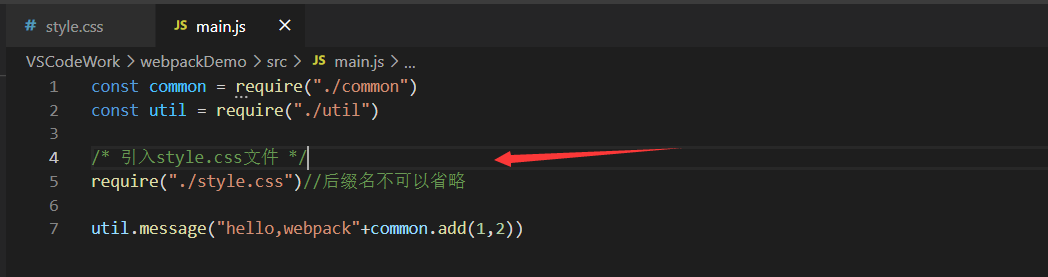 # style.css JS main.js ×
VSCodeWork > webpackDemo > src > JS main.js > ...
1 const common = require("./common")
2 const util = require("./util")
3
4 /* 引入style.css文件 */
5 require("./style.css")//后缀名不可以省略
6
7 util.message("hello,webpack"+common.add(1,2))